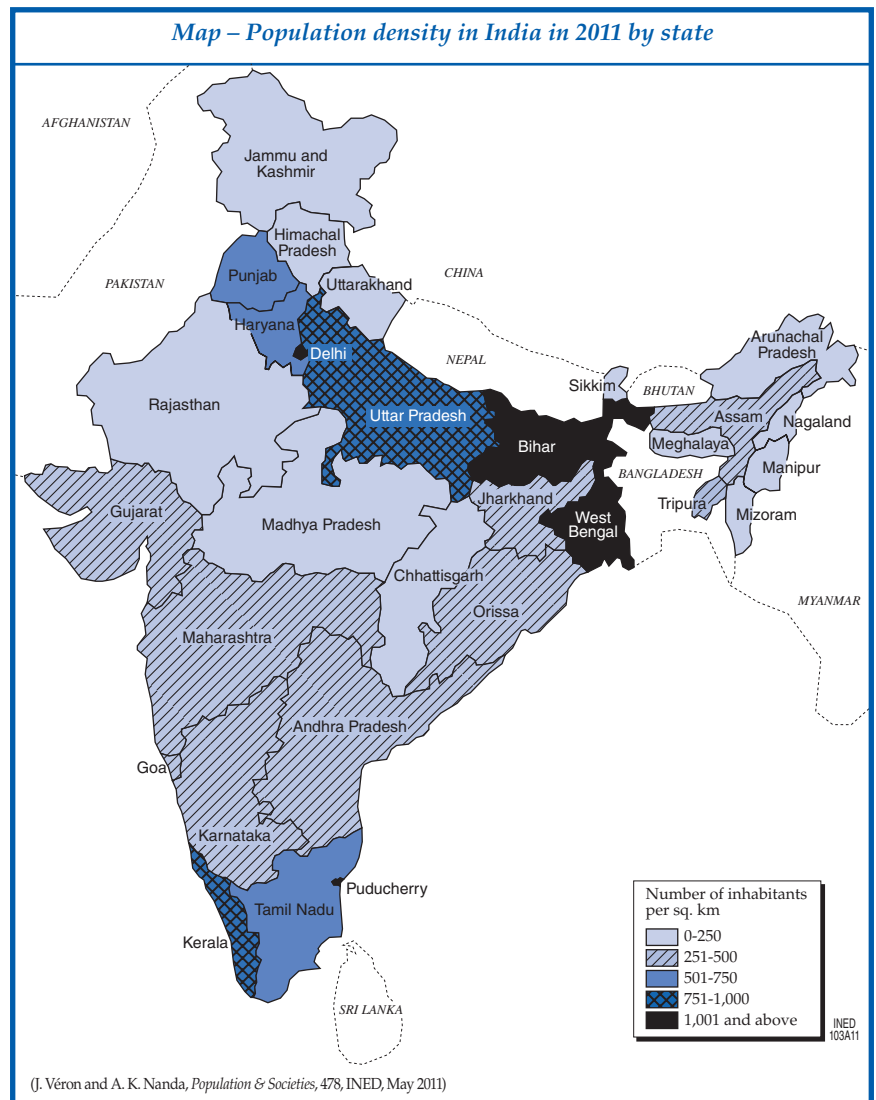 Map – Population density in India in 2011 by state
AFGHANISTAN
Jammu and
Kashmir
Himachal
Pradesh
PAKISTAN
Punjab
CHINA
Uttarakhand
Haryana
Delhi
NEPAL
Arunachal
Pradesh
Sikkim
BHUTAN
Rajasthan
Uttar Pradesh
Assam
Nagaland
Bihar
Meghalaya
BANGLADESH
Manipur
Jharkhand
Tripura
Gujarat
Madhya Pradesh
West
Bengal
Mizoram
Chhattisgarh
Orissa
MYANMAR
Maharashtra
Andhra Pradesh
Goa
Karnataka
Puducherry
Tamil Nadu
Kerala
SRI LANKA
Number of inhabitants
per sq. km
0-250
251-500
501-750
751-1,000
1,001 and above
INED
103A11
(J. Véron and A. K. Nanda, Population & Societies, 478, INED, May 2011)